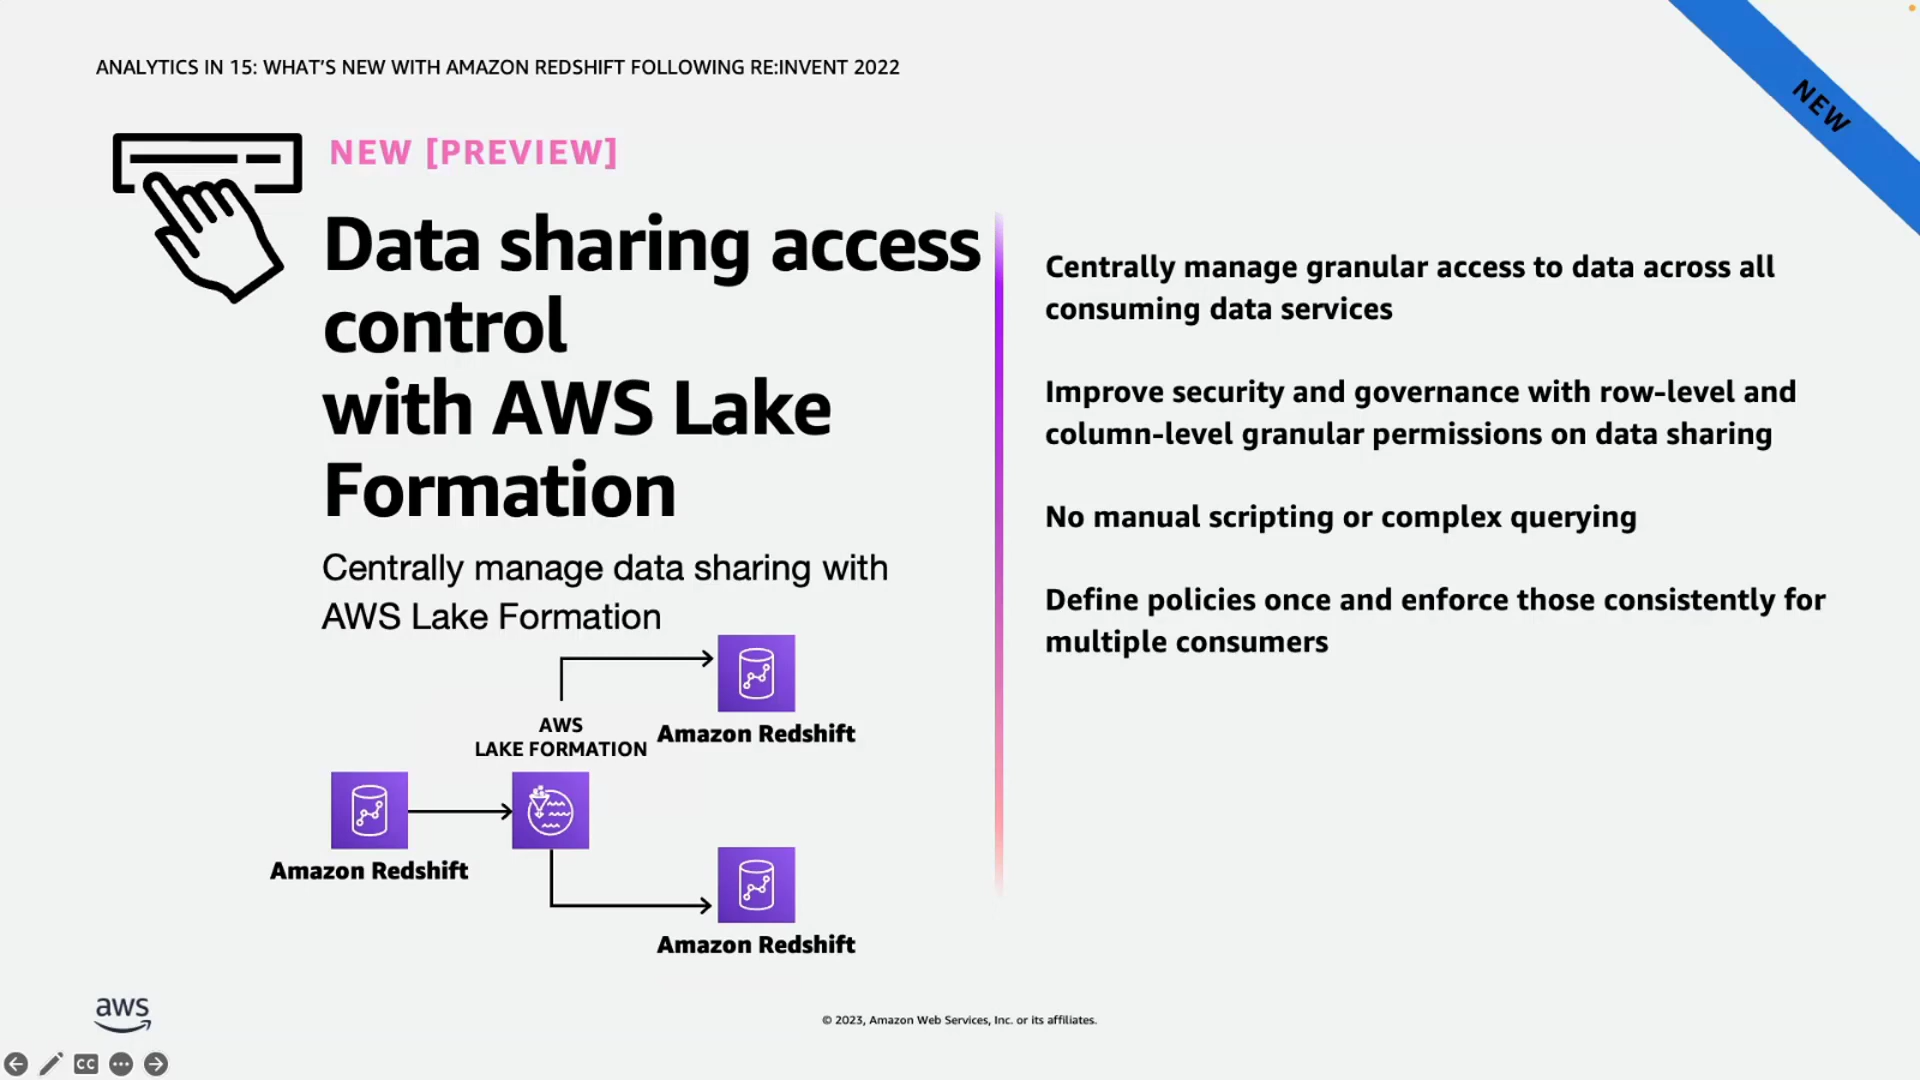 ANALYTICS IN 15: WHAT'S NEW WITH AMAZON REDSHIFT FOLLOWING RE:INVENT 2022
NEW
NEW [PREVIEW]
Data sharing access
control
with AWS Lake
Formation
Centrally manage data sharing with
AWS Lake Formation
AWS
LAKE FORMATION
Amazon Redshift
Amazon Redshift
Amazon Redshift
Centrally manage granular access to data across all
consuming data services
Improve security and governance with row-level and
column-level granular permissions on data sharing
No manual scripting or complex querying
Define policies once and enforce those consistently for
multiple consumers
aws
© 2023, Amazon Web Services, Inc. or its affiliates.
CC